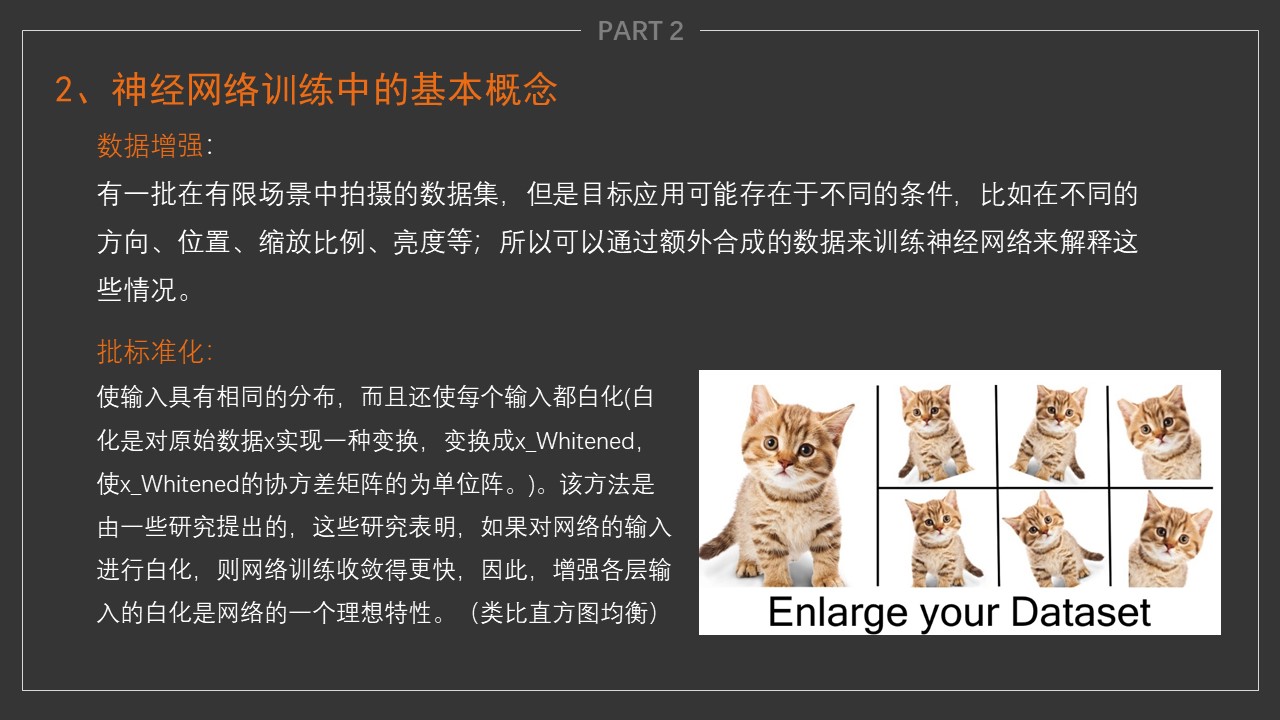 PART 2
2、神经网络训练中的基本概念
数据增强：
有一批在有限场景中拍摄的数据集，但是目标应用可能存在于不同的条件，比如在不同的
方向、位置、缩放比例、亮度等；所以可以通过额外合成的数据来训练神经网络来解释这
些情况。
批标准化：
使输入具有相同的分布，而且还使每个输入都白化(白
化是对原始数据x实现一种变换，变换成x_Whitened，
使x_Whitened的协方差矩阵的为单位阵。)。该方法是
由一些研究提出的，这些研究表明，如果对网络的输入
进行白化，则网络训练收敛得更快，因此，增强各层输
入的白化是网络的一个理想特性。（类比直方图均衡）
Enlarge your Dataset